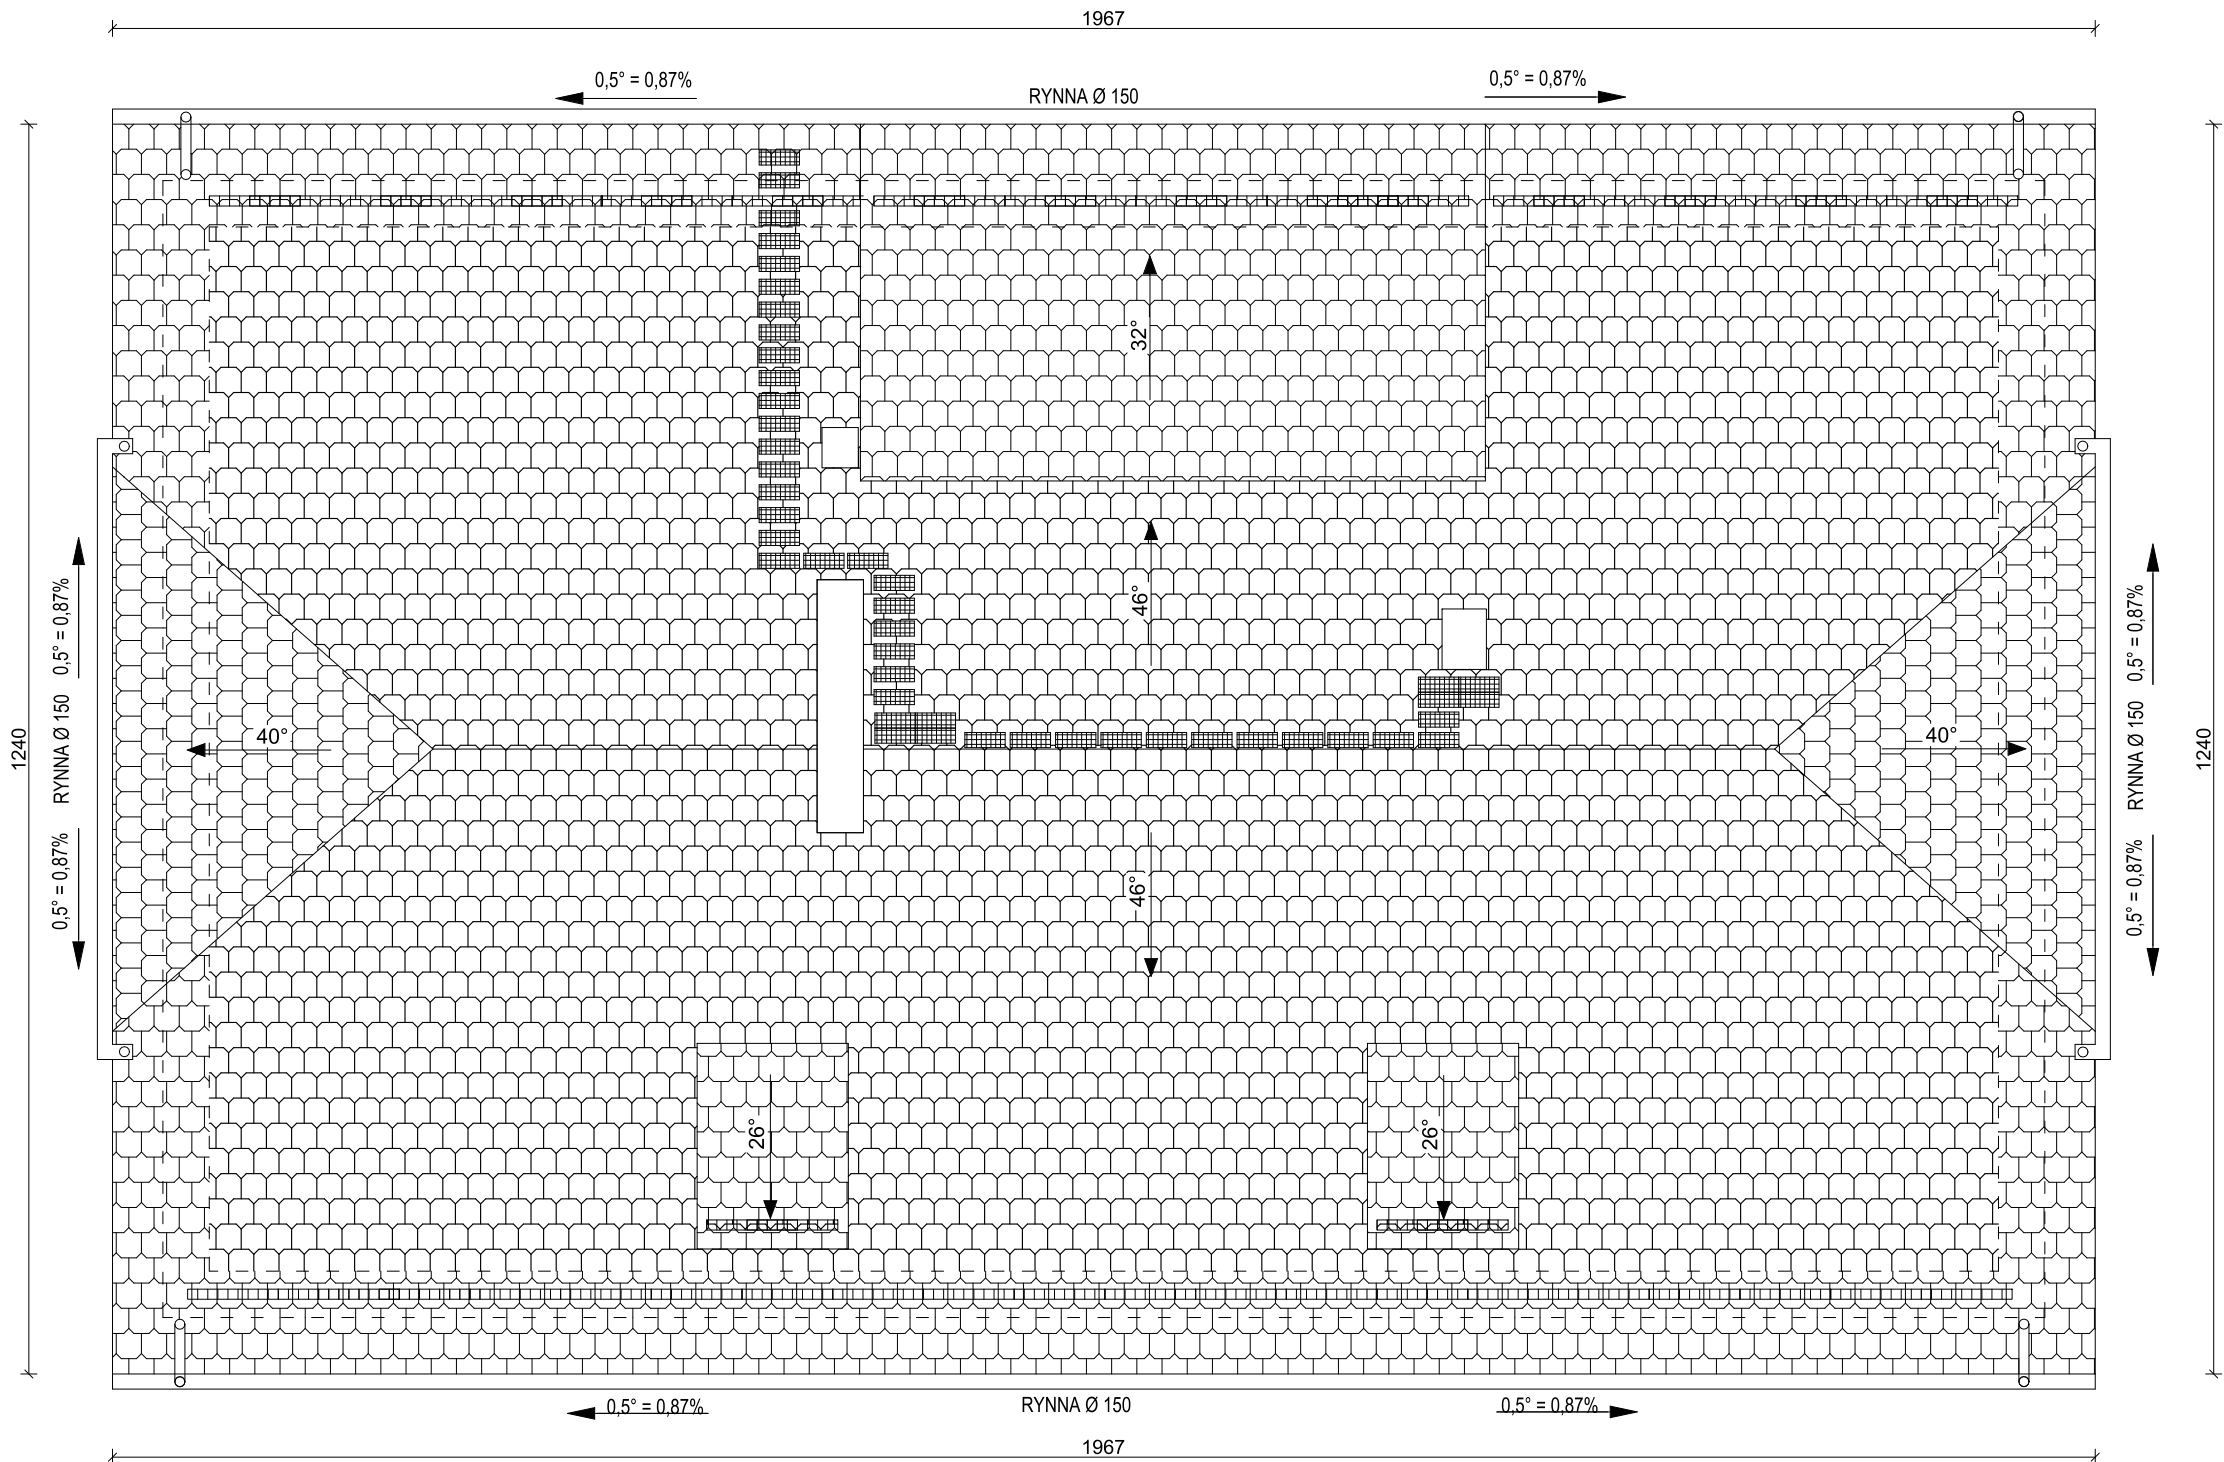 1967
0,5° = 0,87%
RYNNA Ø 150
0,5° = 0,87%
32°
46°
0,5° = 0,87%
RYNNA Ø 150
0,5° = 0,87%
1240
40°
40°
0,5° = 0,87%
RYNNA Ø 150
0,5° = 0,87%
1240
46°
26°
26°
0,5° = 0,87%
RYNNA Ø 150
0,5° = 0,87%
1967